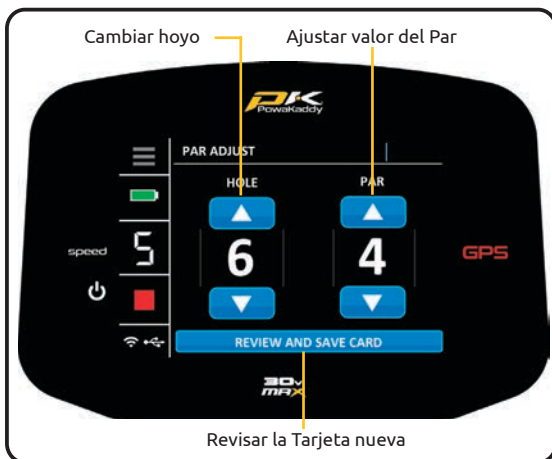 Cambiar hoyo
Ajustar valor del Par
PK
PowaKaddy
PAR ADJUST
HOLE
PAR
speed
5
6
4
GPS
REVIEW AND SAVE CARD
30v
MAX
Revisar la Tarjeta nueva